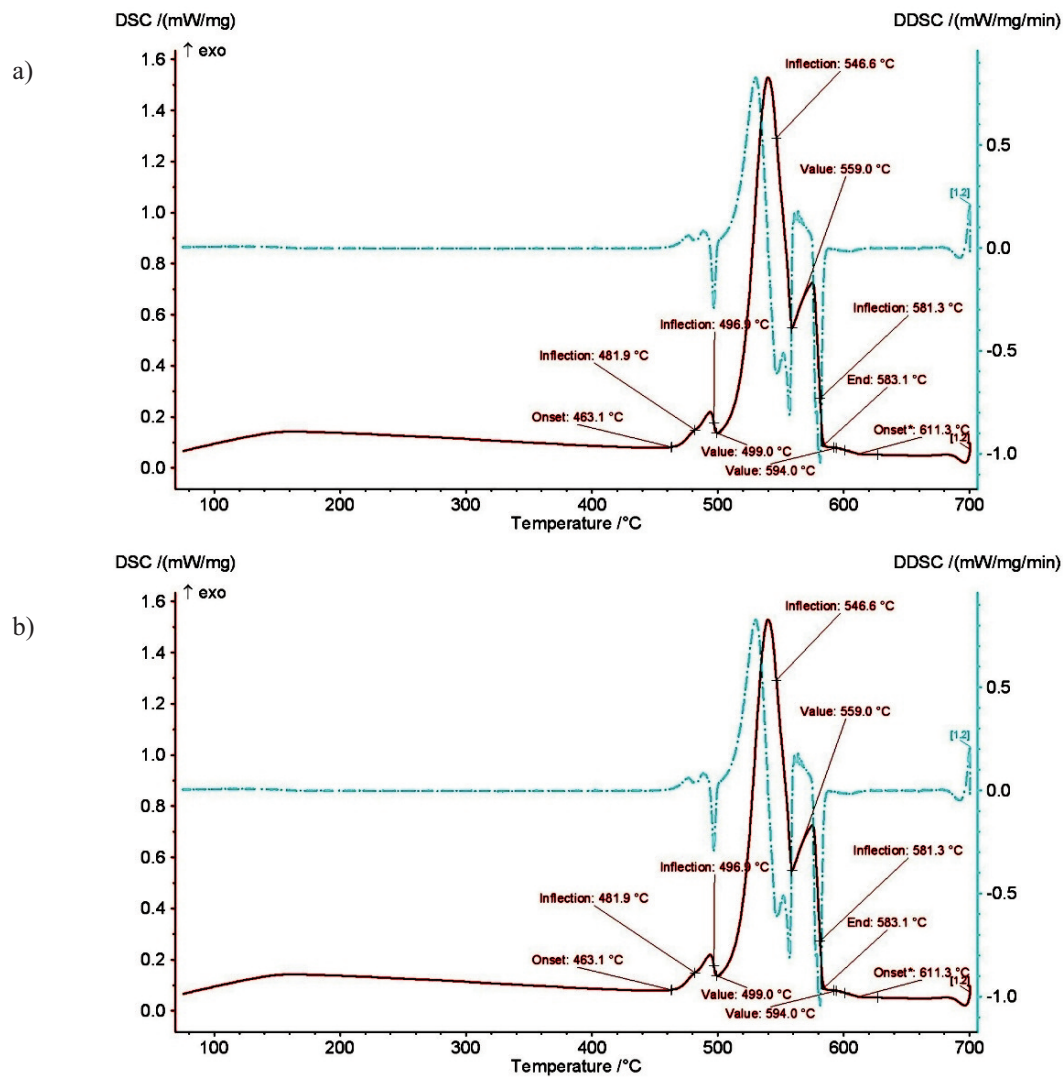 DSC /(mW/mg) DDSC /(mW/mg/min)
a)
↑ exo
1.6
Inflection: 546.6 °C
1.4
0.5
1.2
Value: 559.0 °C
[1.2]
1.0
0.0
0.8
Inflection: 581.3 °C
0.6
Inflection: 496.9 °C
-0.5
Inflection: 481.9 °C
End: 583.1 °C
0.4
Onset: 463.1 °C
Onset*: 611.3 °C
0.2
[1.2]
Value: 499.0 °C
-1.0
Value: 594.0 °C
0.0
100 200 300 400 500 600 700
Temperature /°C
DSC /(mW/mg) DDSC /(mW/mg/min)
b)
↑ exo
1.6
Inflection: 546.6 °C
1.4
0.5
1.2
Value: 559.0 °C
[1.2]
1.0
0.0
0.8
Inflection: 581.3 °C
0.6
Inflection: 496.9 °C
-0.5
Inflection: 481.9 °C
End: 583.1 °C
0.4
Onset: 463.1 °C
Onset*: 611.3 °C
0.2
[1.2]
Value: 499.0 °C
-1.0
Value: 594.0 °C
0.0
100 200 300 400 500 600 700
Temperature /°C